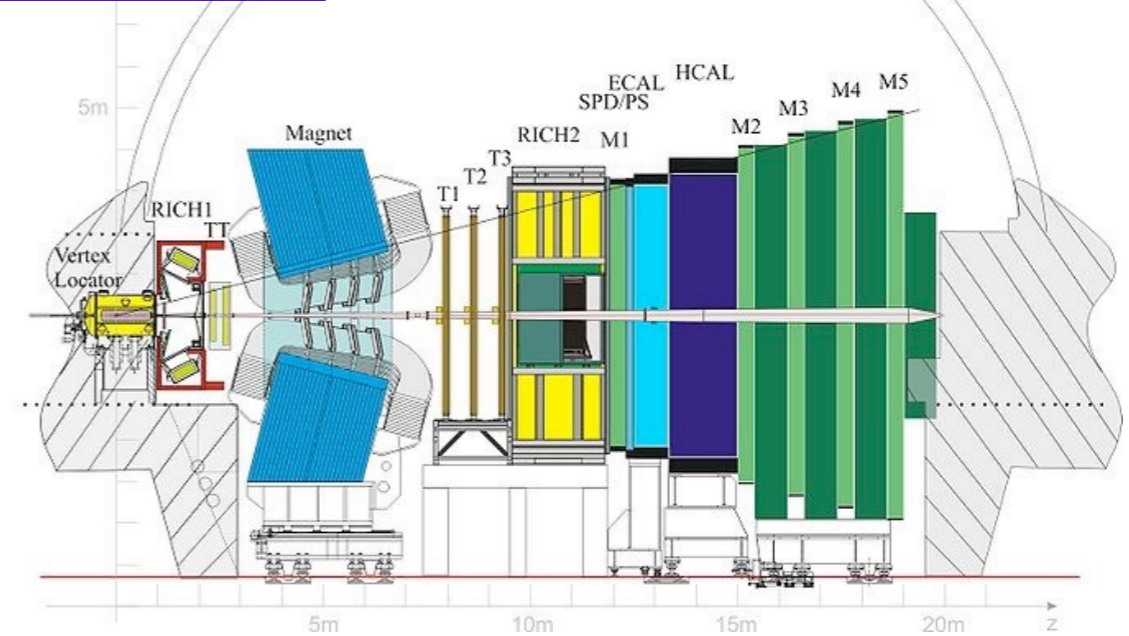 5m
ECAL
HCAL
SPD/PS
M5
M4
M3
M2
M1
Magnet
RICH2
T3
T2
T1
RICH1
TT
Vertex
Locator
5m
10m
15m
20m
z